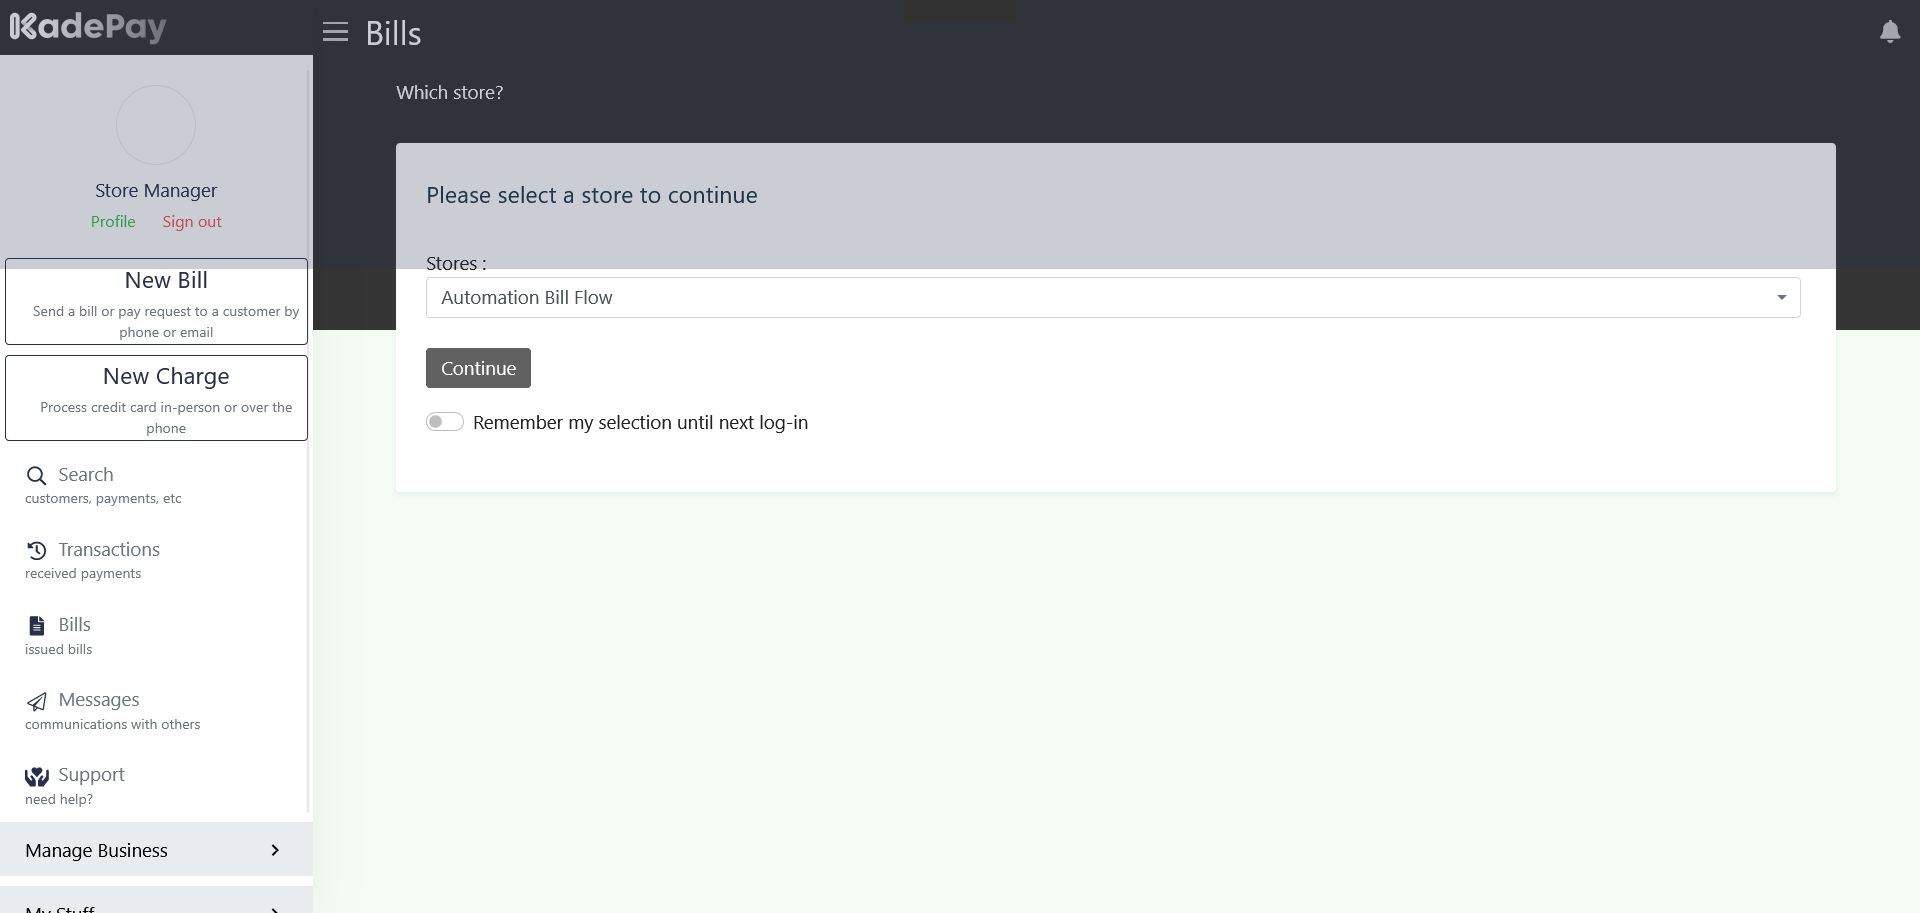 KadePay
Bills
Which store?
Store Manager
Profile Sign out
New Bill
Send a bill or pay request to a customer by
phone or email
New Charge
Process credit card in-person or over the
phone
Search
customers, payments, etc
Transactions
received payments
Bills
issued bills
Messages
communications with others
Support
need help?
Manage Business
My Stuff
Please select a store to continue
Stores :
Automation Bill Flow
Continue
Remember my selection until next log-in